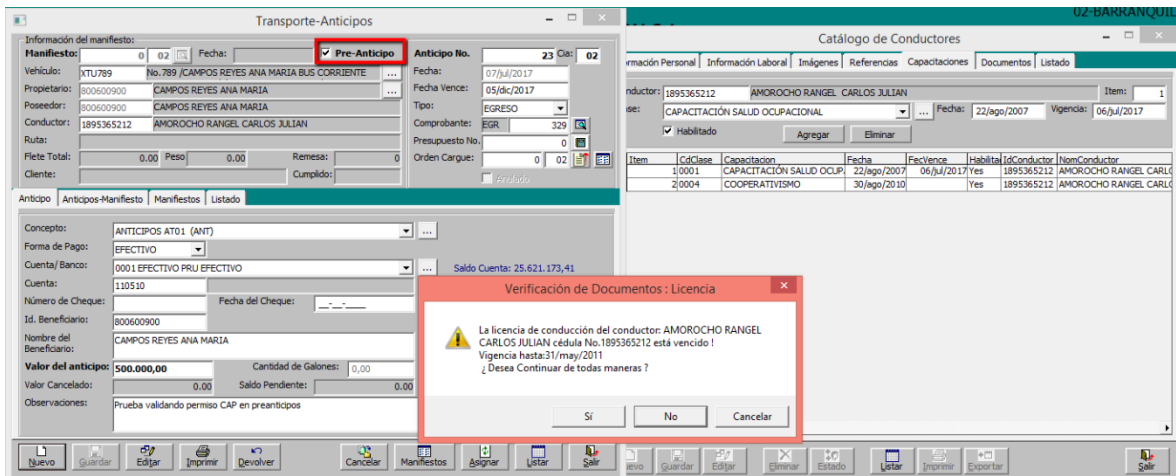 02-BARRANQUIL
Transporte-Anticipos
Información del manifiesto:
Manifiesto: 0 02 Fecha: Pre-Anticipo
Vehículo: XTU789 No.789 /CAMPOS REYES ANA MARIA BUS CORRIENTE ...
Propietario: 800600900 CAMPOS REYES ANA MARIA ...
Poseedor: 800600900 CAMPOS REYES ANA MARIA
Conductor: 1895365212 AMOROCHO RANGEL CARLOS JULIAN
Ruta:
Flete Total: 0.00 Peso 0.00 Remesa: 0
Cliente: Cumplido:
Anticipo No. 23 Cia: 02
Fecha: 07/jul/2017
Fecha Vence: 05/dic/2017
Tipo: EGRESO
Comprobante: EGR 329
Presupuesto No. 0
Orden Cargue: 0 02
Anulado
Anticipo Anticipos-Manifiesto Manifiestos Listado
Concepto: ANTICIPOS AT01 (ANT) ...
Forma de Pago: EFECTIVO
Cuenta/Banco: 0001 EFECTIVO PRU EFECTIVO ... Saldo Cuenta: 25.621.173,41
Cuenta: 110510
Número de Cheque: Fecha del Cheque: __-__-____
Id. Beneficiario: 800600900
Nombre del
Beneficiario: CAMPOS REYES ANA MARIA
Valor del anticipo: 500.000,00 Cantidad de Galones: 0,00
Valor Cancelado: 0.00 Saldo Pendiente: 0.00
Observaciones: Prueba validando permiso CAP en preanticipos
Nuevo Guardar Editar Imprimir Devolver Cancelar Manifiestos Asignar Listar Salir
Catálogo de Conductores
rmación Personal Información Laboral Imágenes Referencias Capacitaciones Documentos Listado
nductor: 1895365212 AMOROCHO RANGEL CARLOS JULIAN Item: 1
ase: CAPACITACIÓN SALUD OCUPACIONAL ... Fecha: 22/ago/2007 Vigencia: 06/jul/2017
Habilitado Agregar Eliminar
Item CdClase Capacitacion Fecha FecVence Habilita IdConductor NomConductor
1 0001 CAPACITACIÓN SALUD OCUP. 22/ago/2007 06/jul/2017 Yes 1895365212 AMOROCHO RANGEL CARLO
2 0004 COOPERATIVISMO 30/ago/2010 Yes 1895365212 AMOROCHO RANGEL CARLO
Verificación de Documentos : Licencia
La licencia de conducción del conductor: AMOROCHO RANGEL
CARLOS JULIAN cédula No.1895365212 está vencido !
Vigencia hasta:31/may/2011
¿ Desea Continuar de todas maneras ?
Sí No Cancelar
evo Guardar Editar Eliminar Estado Listar Imprimir Exportar Salir